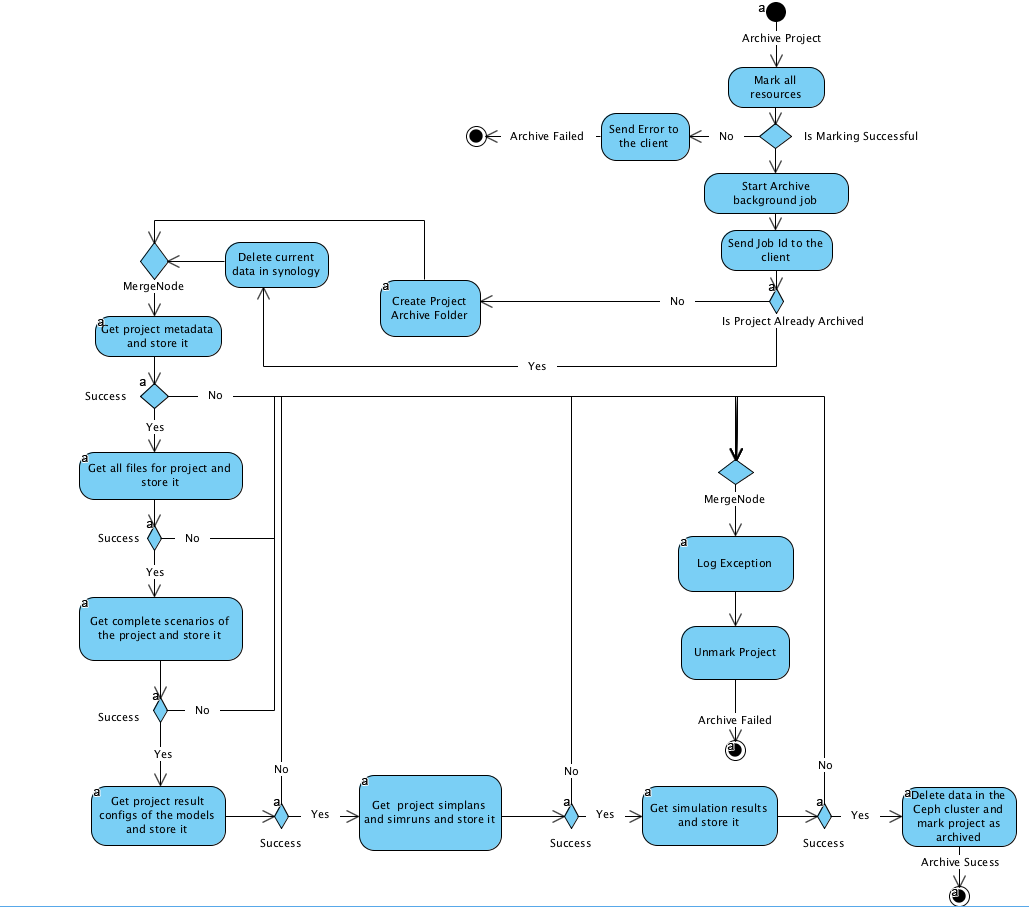 a
Archive Project
Mark all
resources
Is Marking Successful
No
Send Error to
the client
Archive Failed
Start Archive
background job
Send Job Id to the
client
a
Is Project Already Archived
No
Yes
a
Create Project
Archive Folder
Delete current
data in synology
MergeNode
a
Get project metadata
and store it
a
Success
No
Yes
a
Get all files for project and
store it
a
Success
No
Yes
a
Get complete scenarios of
the project and store it
a
Success
No
Yes
a
Get project result
configs of the models
and store it
a
No
Success
Yes
a
Get project simplans
and simruns and store it
a
No
Success
Yes
a
Get simulation results
and store it
a
No
Success
Yes
a
Delete data in the
Ceph cluster and
mark project as
archived
Archive Sucess
a
MergeNode
a
Log Exception
Unmark Project
Archive Failed
a